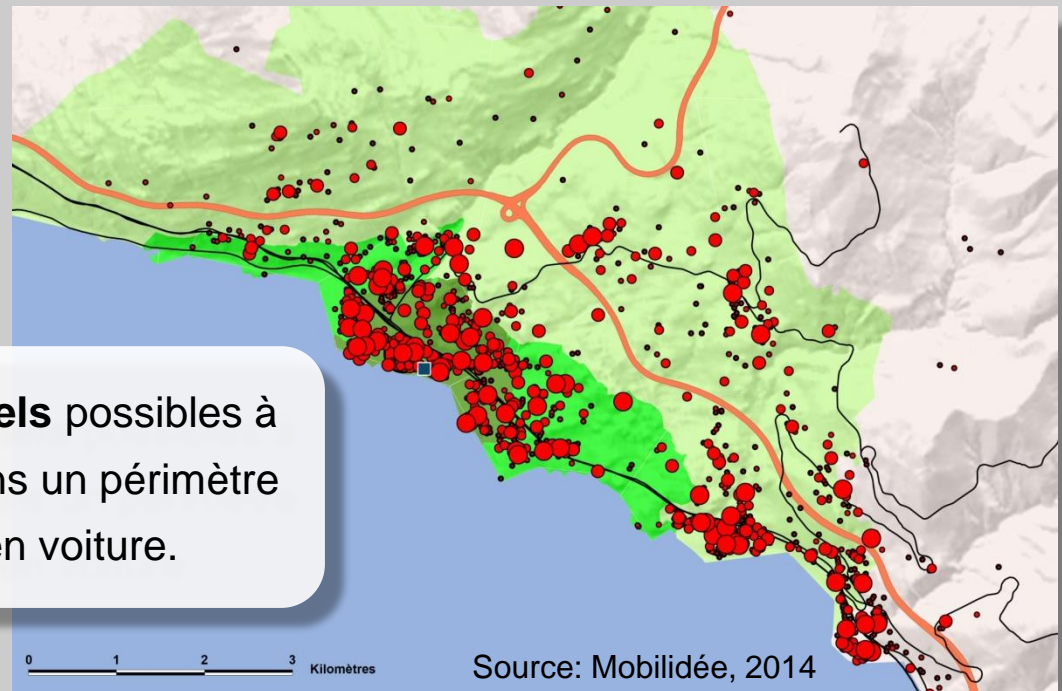 els possibles à
ns un périmètre
en voiture.
0 1 2 3 Kilomètres
Source: Mobilidée, 2014